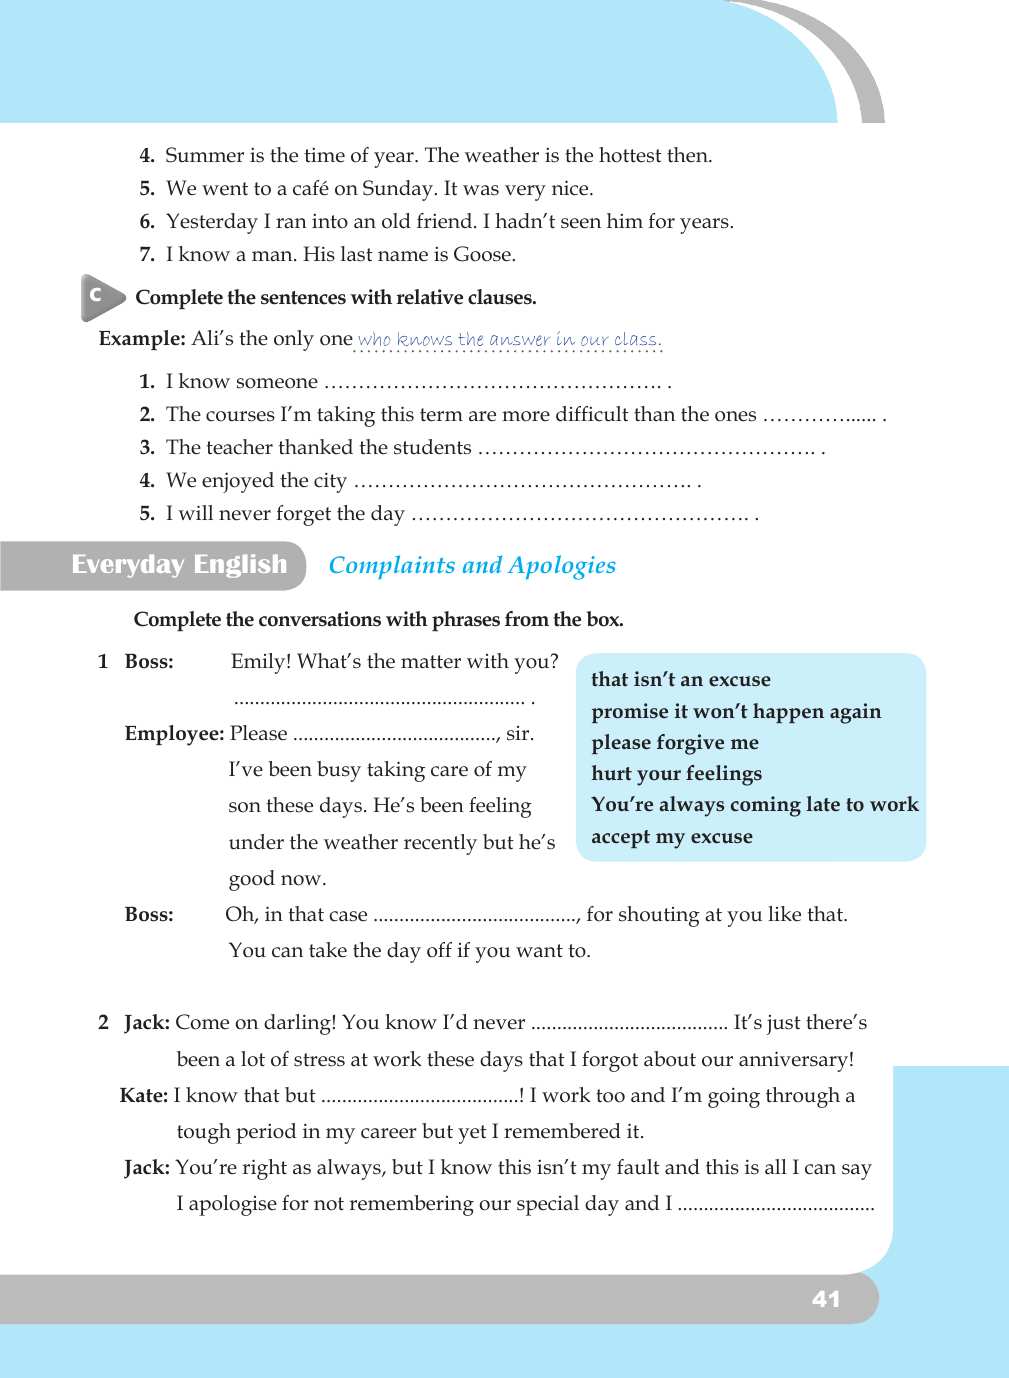 4. Summer is the time of year. The weather is the hottest then.
5. We went to a café on Sunday. It was very nice.
6. Yesterday I ran into an old friend. I hadn’t seen him for years.
7. I know a man. His last name is Goose.
C Complete the sentences with relative clauses.
Example: Ali’s the only one who knows the answer in our class.
1. I know someone …………………………………………. .
2. The courses I’m taking this term are more difficult than the ones …………...... .
3. The teacher thanked the students …………………………………………. .
4. We enjoyed the city …………………………………………. .
5. I will never forget the day …………………………………………. .
Everyday English Complaints and Apologies
Complete the conversations with phrases from the box.
1 Boss: Emily! What’s the matter with you?
........................................................ .
Employee: Please ......................................., sir.
I’ve been busy taking care of my
son these days. He’s been feeling
under the weather recently but he’s
good now.
that isn’t an excuse
promise it won’t happen again
please forgive me
hurt your feelings
You’re always coming late to work
accept my excuse
Boss: Oh, in that case ......................................., for shouting at you like that.
You can take the day off if you want to.
2 Jack: Come on darling! You know I’d never ...................................... It’s just there’s
been a lot of stress at work these days that I forgot about our anniversary!
Kate: I know that but ......................................! I work too and I’m going through a
tough period in my career but yet I remembered it.
Jack: You’re right as always, but I know this isn’t my fault and this is all I can say
I apologise for not remembering our special day and I ......................................
41